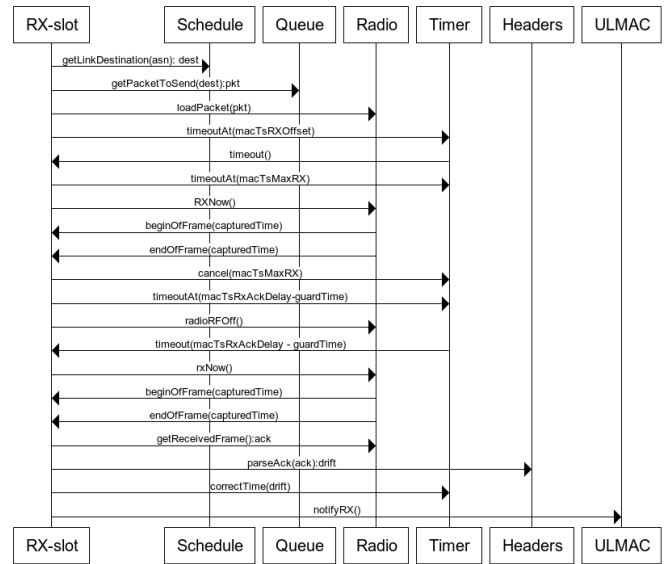 RX-slot Schedule Queue Radio Timer Headers ULMAC
getLinkDestination(asn): dest
getPacketToSend(dest):pkt
loadPacket(pkt)
timeoutAt(macTsRXOffset)
timeout()
timeoutAt(macTsMaxRX)
RXNow()
beginOfFrame(capturedTime)
endOfFrame(capturedTime)
cancel(macTsMaxRX)
timeoutAt(macTsRxAckDelay-guardTime)
radioRFOff()
timeout(macTsRxAckDelay - guardTime)
rxNow()
beginOfFrame(capturedTime)
endOfFrame(capturedTime)
getReceivedFrame():ack
parseAck(ack):drift
correctTime(drift)
notifyRX()
RX-slot Schedule Queue Radio Timer Headers ULMAC